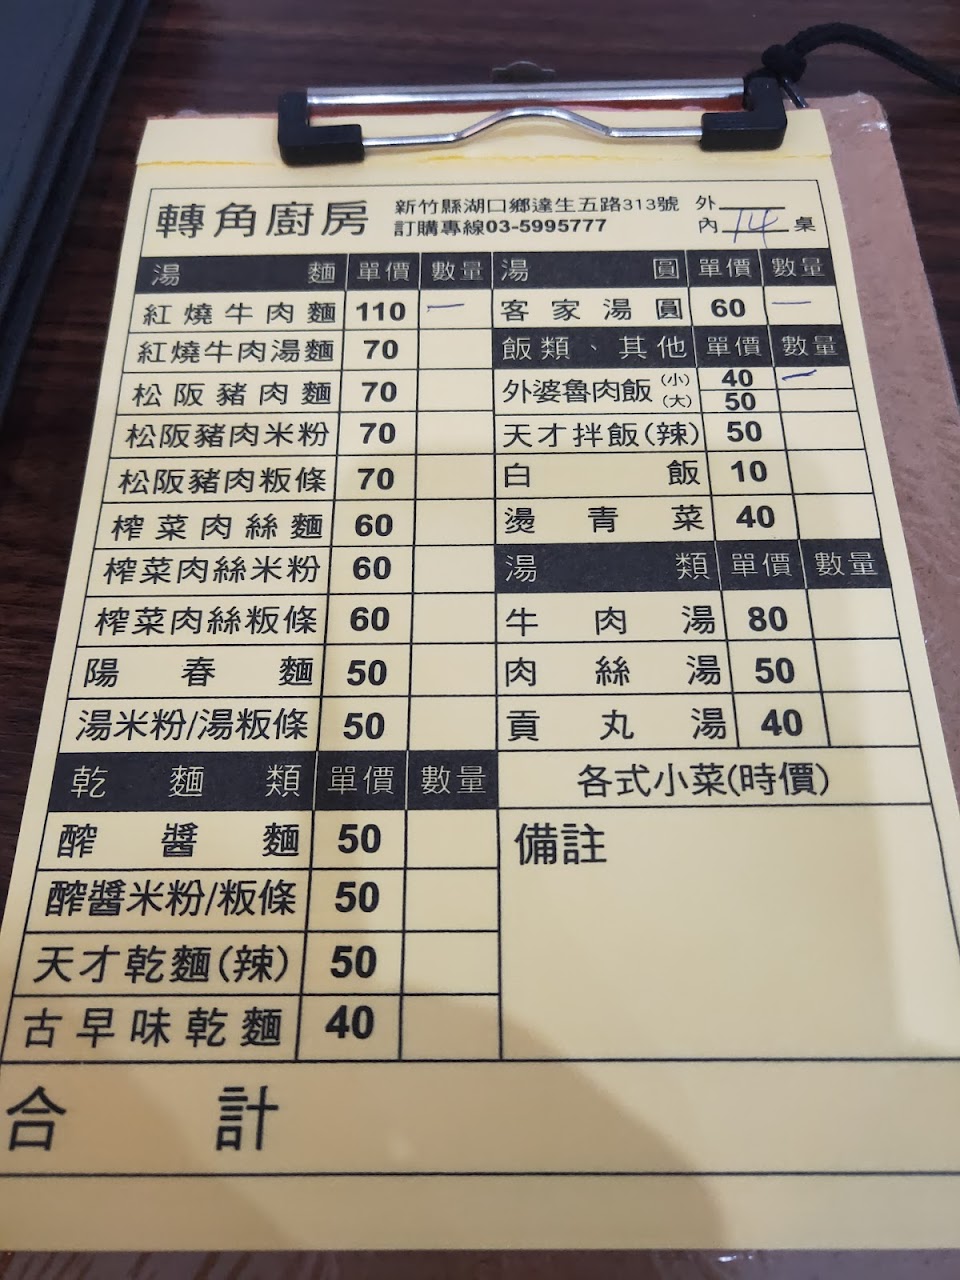 轉角廚房
新竹縣湖口鄉達生五路313號
訂購專線03-5995777
外
內 14 桌
湯麵 單價 數量
紅燒牛肉麵 110 一
紅燒牛肉湯麵 70
松阪豬肉麵 70
松阪豬肉米粉 70
松阪豬肉粄條 70
榨菜肉絲麵 60
榨菜肉絲米粉 60
榨菜肉絲粄條 60
陽春麵 50
湯米粉/湯粄條 50
乾麵類 單價 數量
醡醬麵 50
醡醬米粉/粄條 50
天才乾麵(辣) 50
古早味乾麵 40
湯圓 單價 數量
客家湯圓 60 一
飯類、其他 單價 數量
外婆魯肉飯 (小) 40 一
(大) 50
天才拌飯(辣) 50
白飯 10
燙青菜 40
湯類 單價 數量
牛肉湯 80
肉絲湯 50
貢丸湯 40
各式小菜(時價)
備註
合計